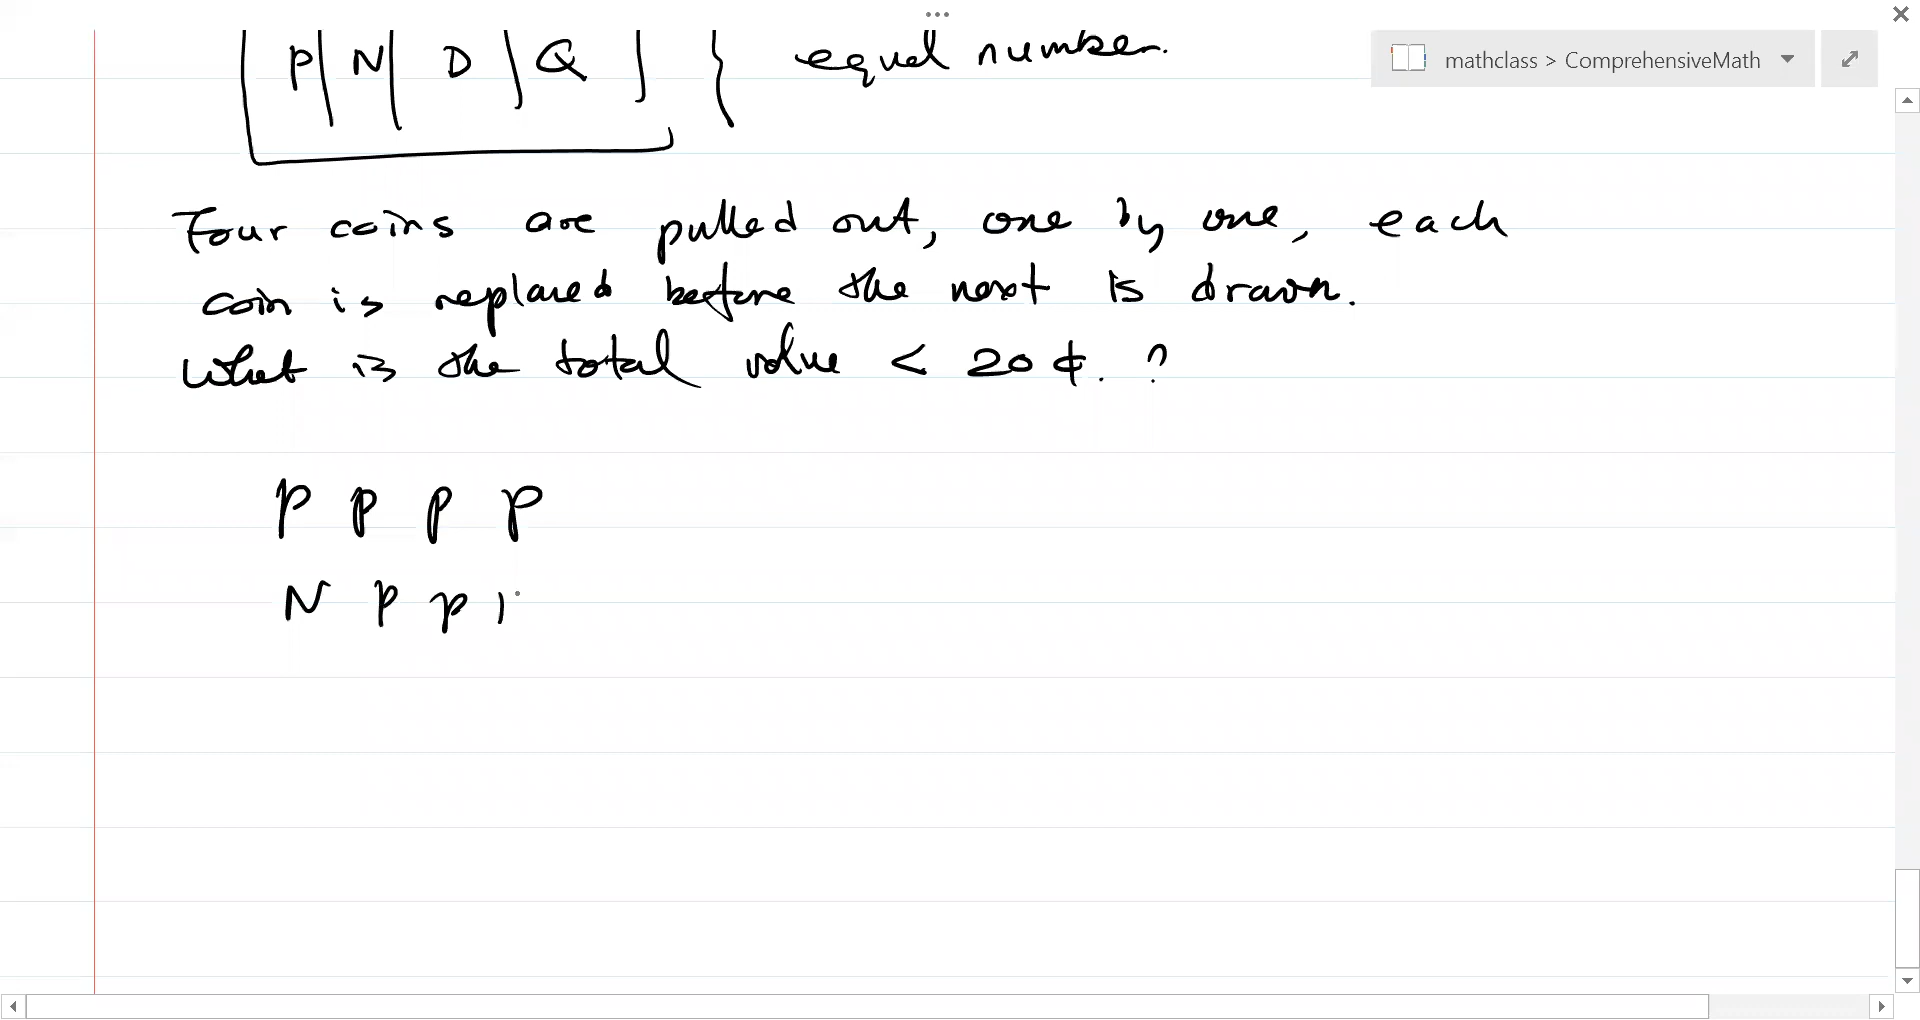 P | N | D | Q
equal number.
mathclass > ComprehensiveMath
Four coins are pulled out, one by one, each
coin is replaced before the next is drawn.
what is the total value < 20 ¢. ?
P P P P
N P P